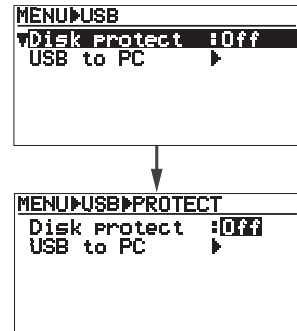 MENU▶USB
▼Disk protect :Off
USB to PC ▶
MENU▶USB▶PROTECT
Disk protect :Off
USB to PC ▶